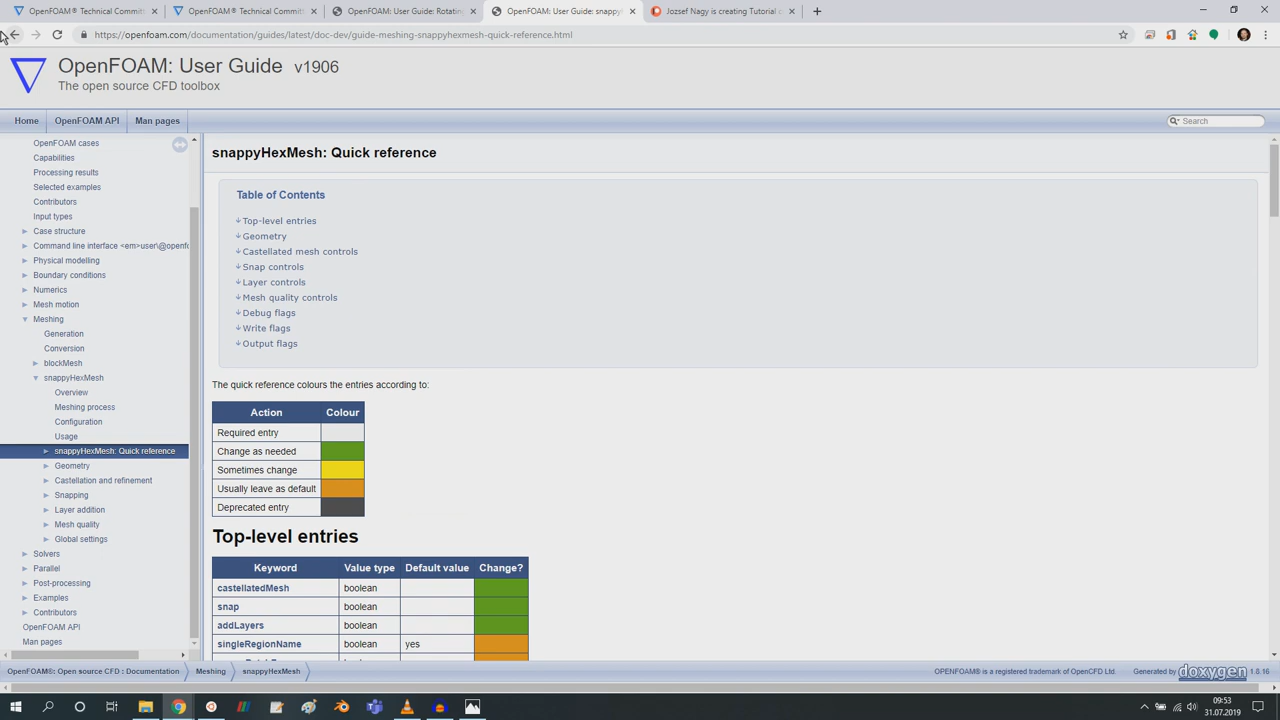 OpenFOAM® Technical Committe
OpenFOAM® Technical Committe
OpenFOAM: User Guide: Rotating
OpenFOAM: User Guide: snappy
Jozsef Nagy is creating Tutorial c
https://openfoam.com/documentation/guides/latest/doc-dev/guide-meshing-snappyhexmesh-quick-reference.html
OpenFOAM: User Guide v1906
The open source CFD toolbox
Home
OpenFOAM API
Man pages
Search
OpenFOAM cases
Capabilities
Processing results
Selected examples
Contributors
Input types
Case structure
Command line interface <em>user\@openfo
Physical modelling
Boundary conditions
Numerics
Mesh motion
Meshing
Generation
Conversion
blockMesh
snappyHexMesh
Overview
Meshing process
Configuration
Usage
snappyHexMesh: Quick reference
Geometry
Castellation and refinement
Snapping
Layer addition
Mesh quality
Global settings
Solvers
Parallel
Post-processing
Examples
Contributors
OpenFOAM API
Man pages
snappyHexMesh: Quick reference
Table of Contents
Top-level entries
Geometry
Castellated mesh controls
Snap controls
Layer controls
Mesh quality controls
Debug flags
Write flags
Output flags
The quick reference colours the entries according to:
Action Colour
Required entry
Change as needed
Sometimes change
Usually leave as default
Deprecated entry
Top-level entries
Keyword Value type Default value Change?
castellatedMesh boolean
snap boolean
addLayers boolean
singleRegionName boolean yes
OpenFOAM®: Open source CFD : Documentation
Meshing
snappyHexMesh
OPENFOAM® is a registered trademark of OpenCFD Ltd.
Generated by doxygen 1.8.16
09:53
31.07.2019